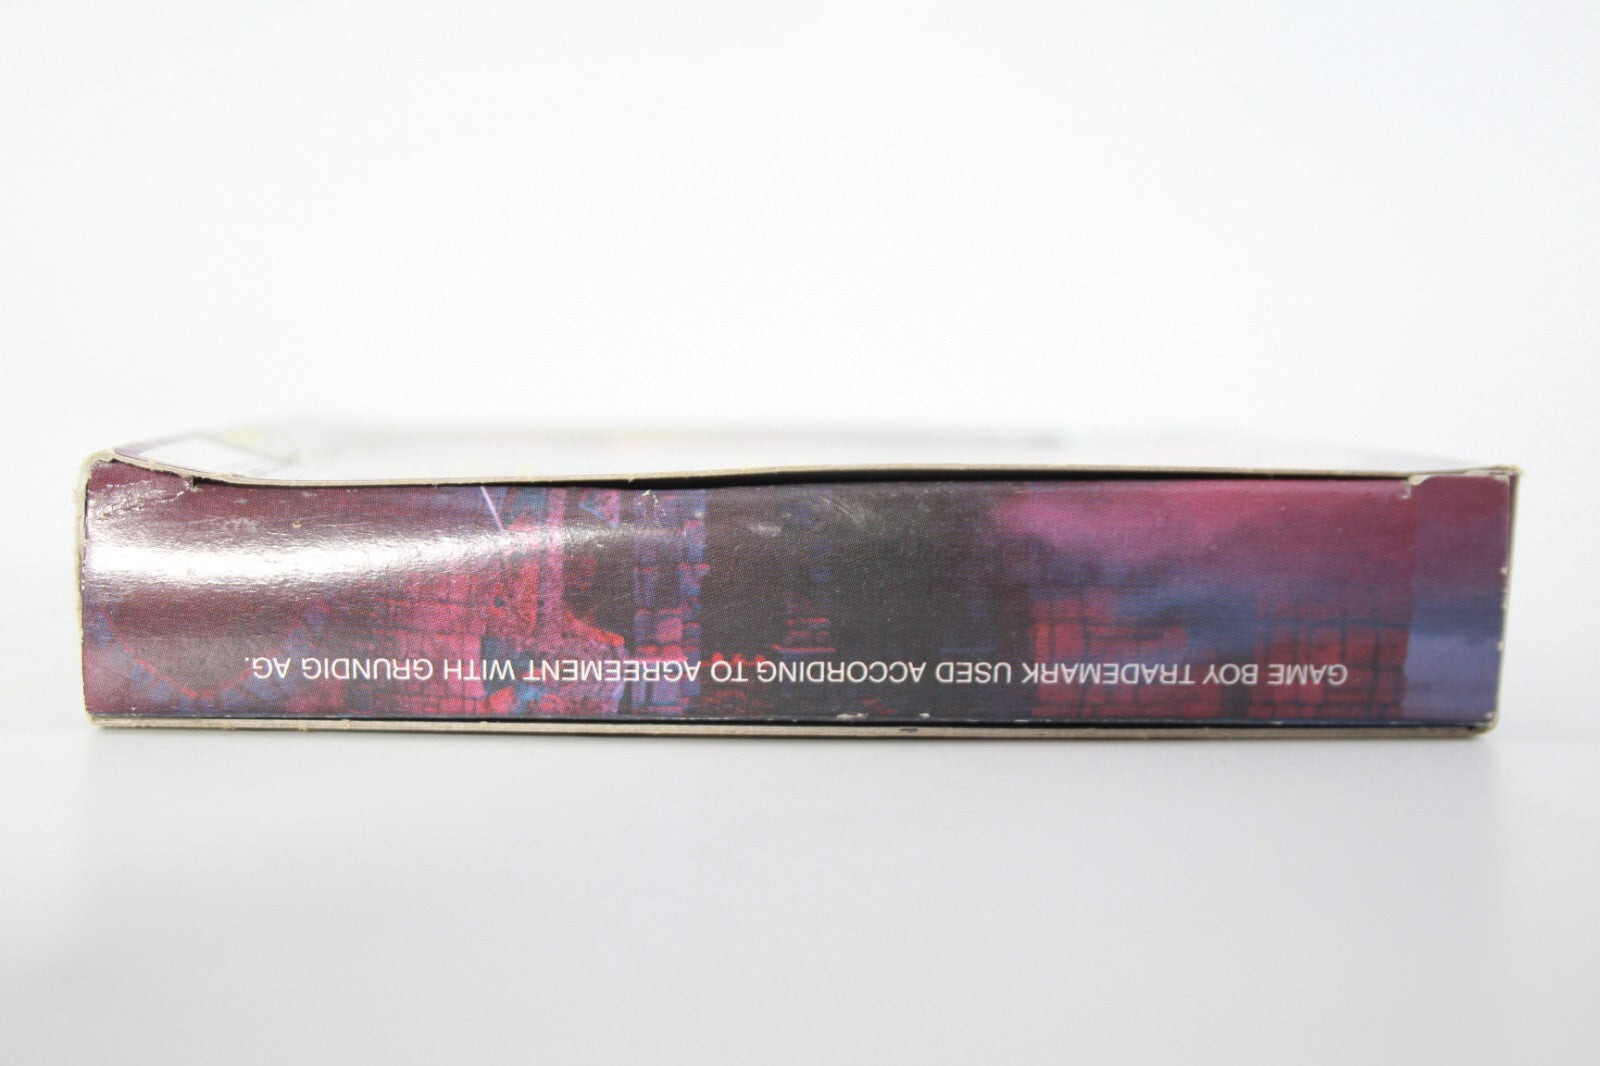 GAME BOY TRADEMARK USED ACCORDING TO AGREEMENT WITH GRUNDIG AG.